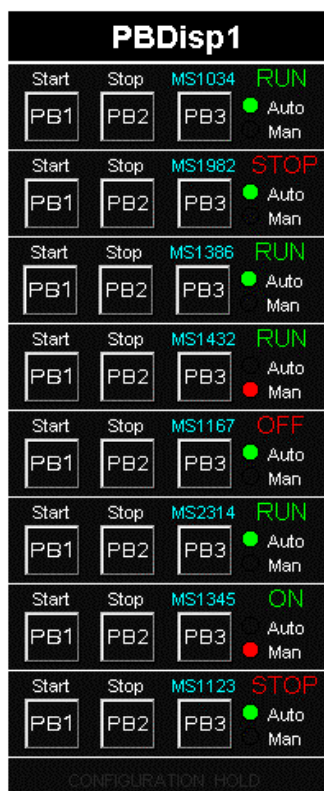 PBDisp1
Start Stop MS1034 RUN
PB1 PB2 PB3 Auto
Man
Start Stop MS1982 STOP
PB1 PB2 PB3 Auto
Man
Start Stop MS1386 RUN
PB1 PB2 PB3 Auto
Man
Start Stop MS1432 RUN
PB1 PB2 PB3 Auto
Man
Start Stop MS1167 OFF
PB1 PB2 PB3 Auto
Man
Start Stop MS2314 RUN
PB1 PB2 PB3 Auto
Man
Start Stop MS1345 ON
PB1 PB2 PB3 Auto
Man
Start Stop MS1123 STOP
PB1 PB2 PB3 Auto
Man
CONFIGURATION HOLD